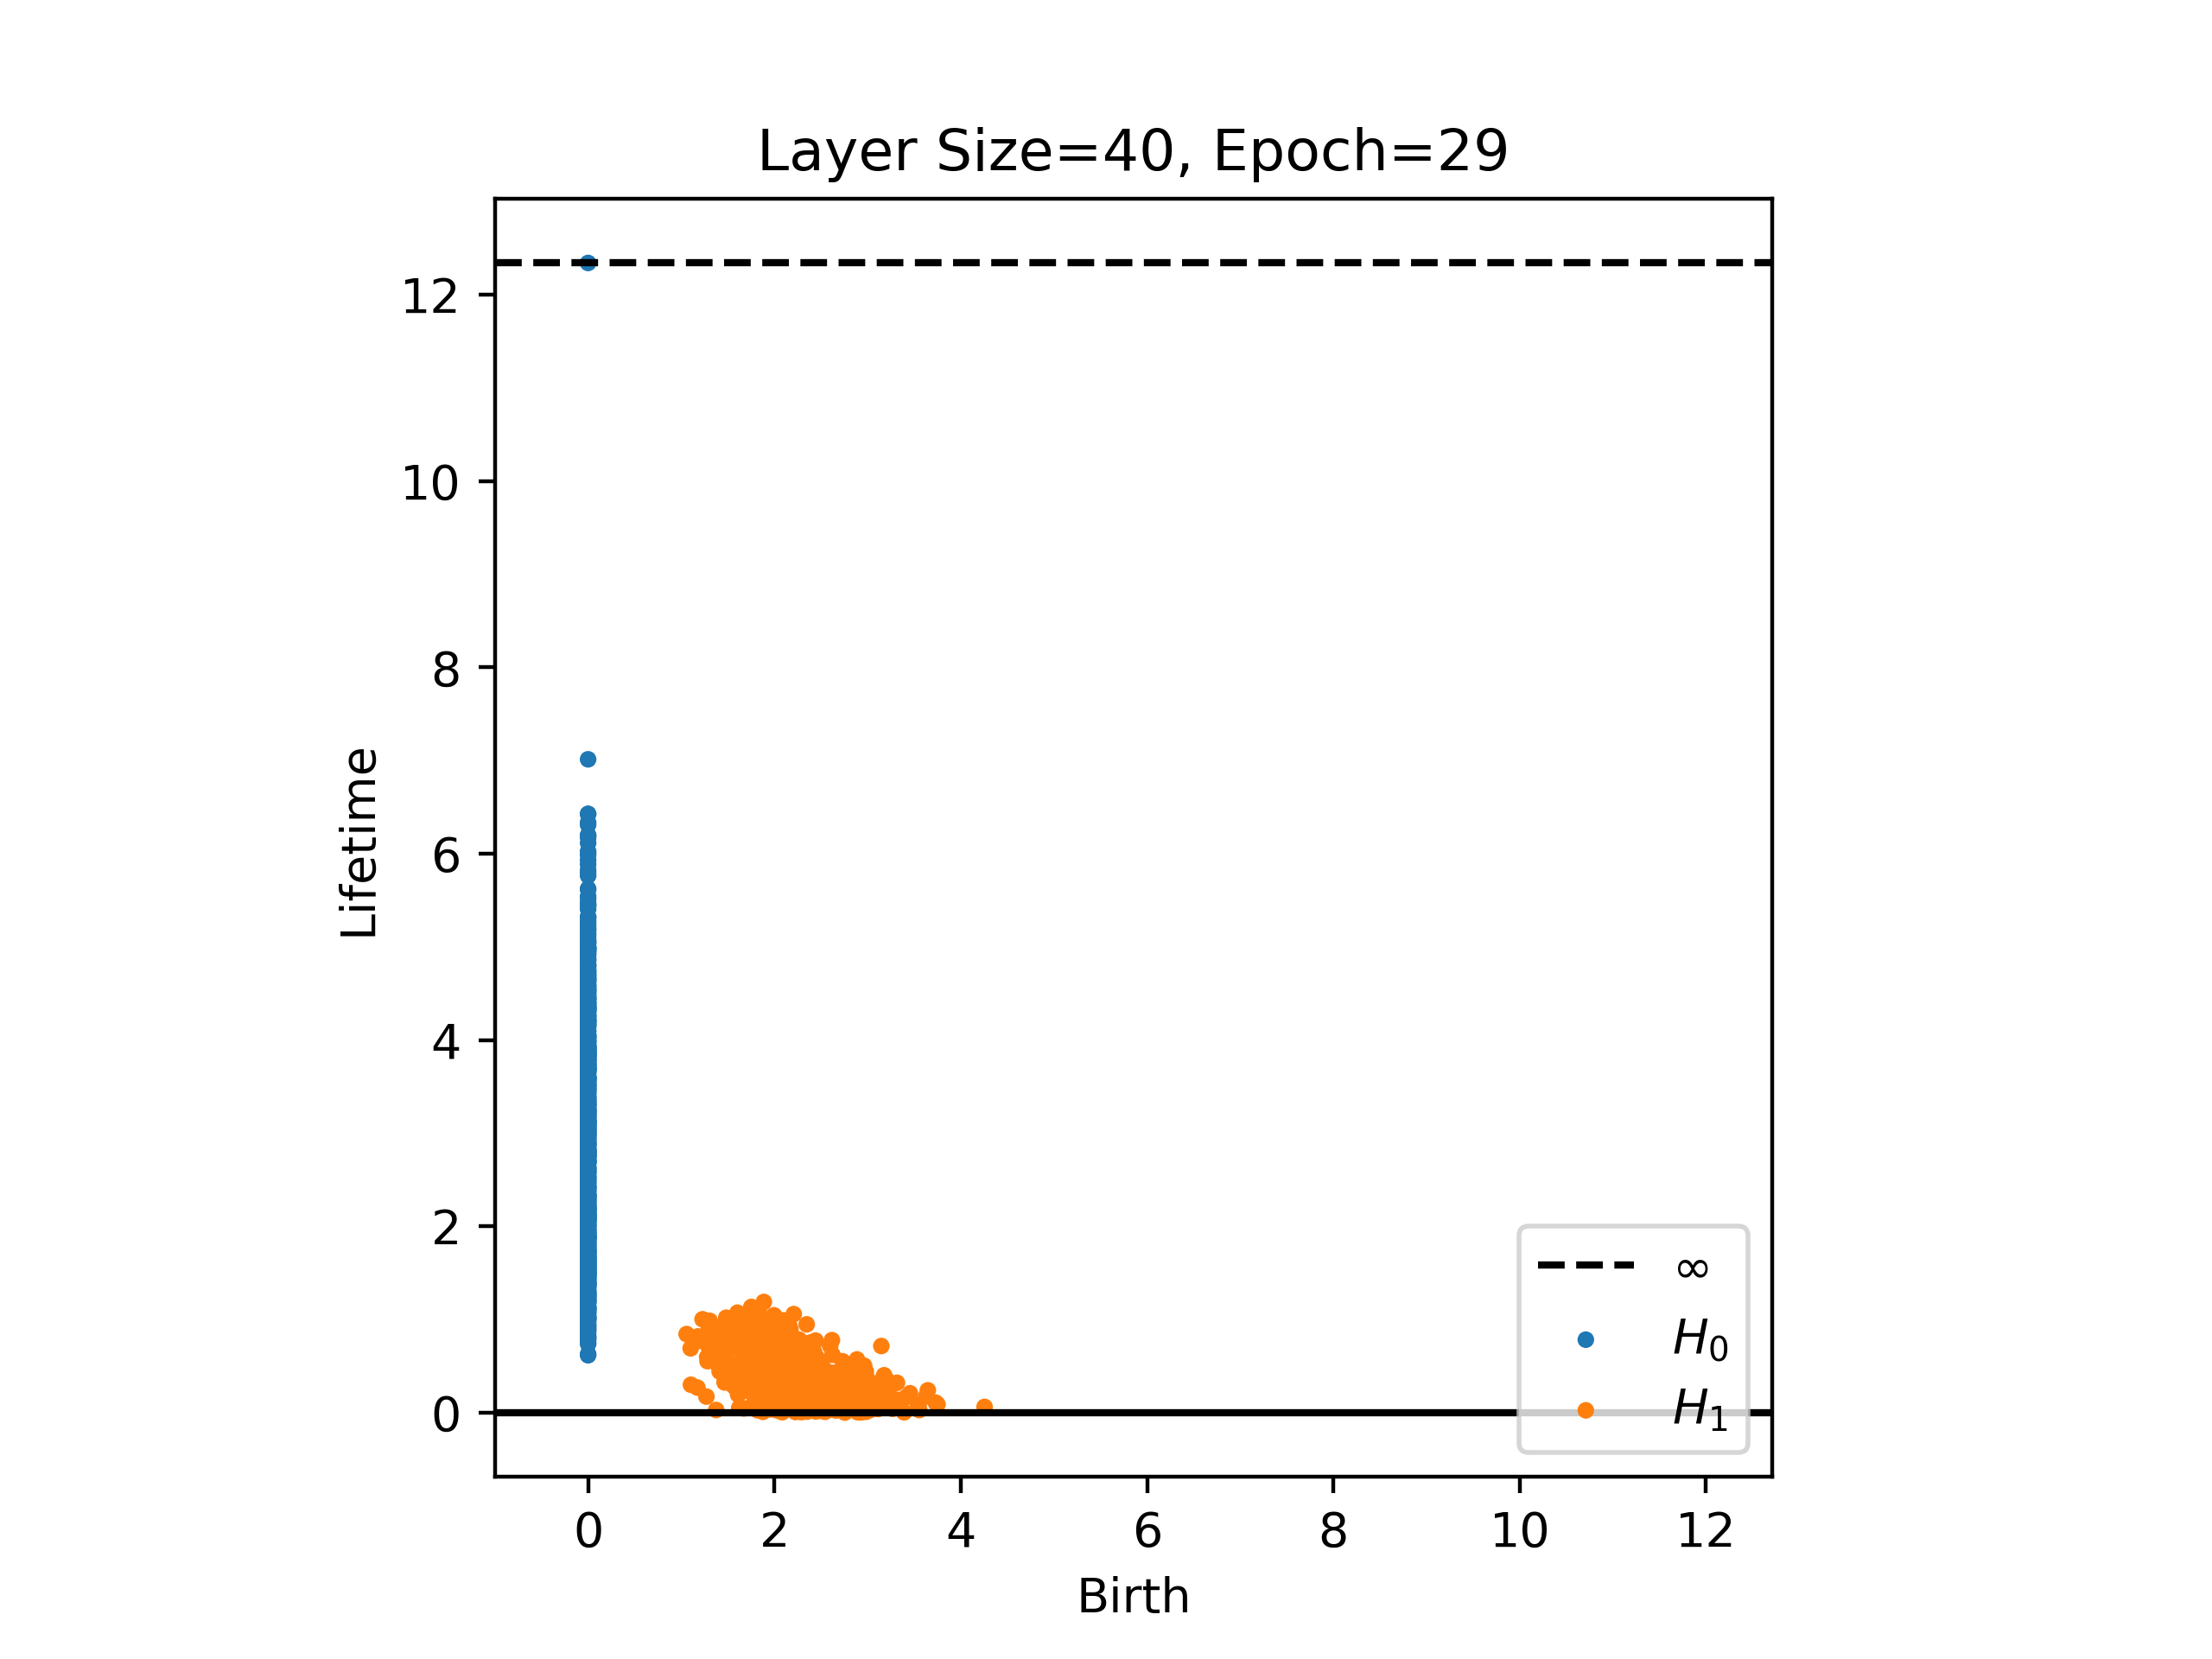 Layer Size=40, Epoch=29
12
10
8
6
4
2
0
Lifetime
∞
H₀
H₁
0 2 4 6 8 10 12
Birth